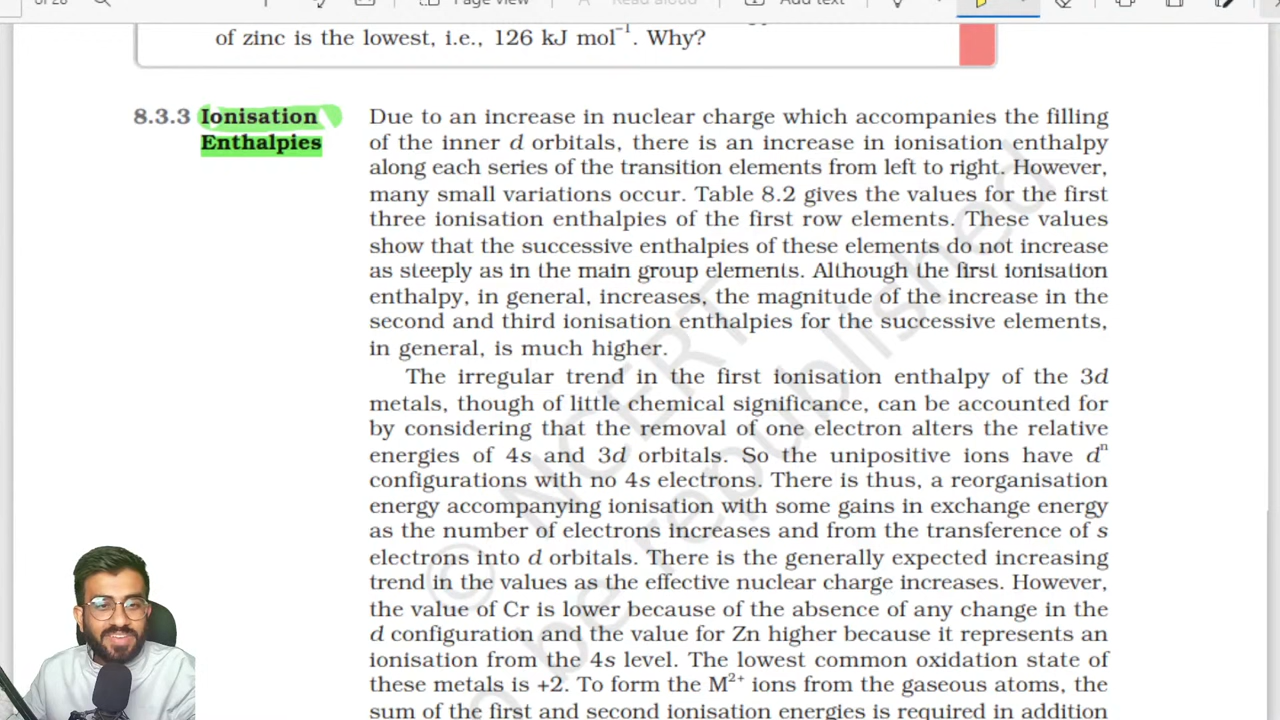 of 28
Page view
Read aloud
Add text
of zinc is the lowest, i.e., 126 kJ mol⁻¹. Why?
8.3.3 Ionisation
Enthalpies
Due to an increase in nuclear charge which accompanies the filling
of the inner d orbitals, there is an increase in ionisation enthalpy
along each series of the transition elements from left to right. However,
many small variations occur. Table 8.2 gives the values for the first
three ionisation enthalpies of the first row elements. These values
show that the successive enthalpies of these elements do not increase
as steeply as in the main group elements. Although the first ionisation
enthalpy, in general, increases, the magnitude of the increase in the
second and third ionisation enthalpies for the successive elements,
in general, is much higher.
The irregular trend in the first ionisation enthalpy of the 3d
metals, though of little chemical significance, can be accounted for
by considering that the removal of one electron alters the relative
energies of 4s and 3d orbitals. So the unipositive ions have dⁿ
configurations with no 4s electrons. There is thus, a reorganisation
energy accompanying ionisation with some gains in exchange energy
as the number of electrons increases and from the transference of s
electrons into d orbitals. There is the generally expected increasing
trend in the values as the effective nuclear charge increases. However,
the value of Cr is lower because of the absence of any change in the
d configuration and the value for Zn higher because it represents an
ionisation from the 4s level. The lowest common oxidation state of
these metals is +2. To form the M²⁺ ions from the gaseous atoms, the
sum of the first and second ionisation energies is required in addition
© NCERT
be republished